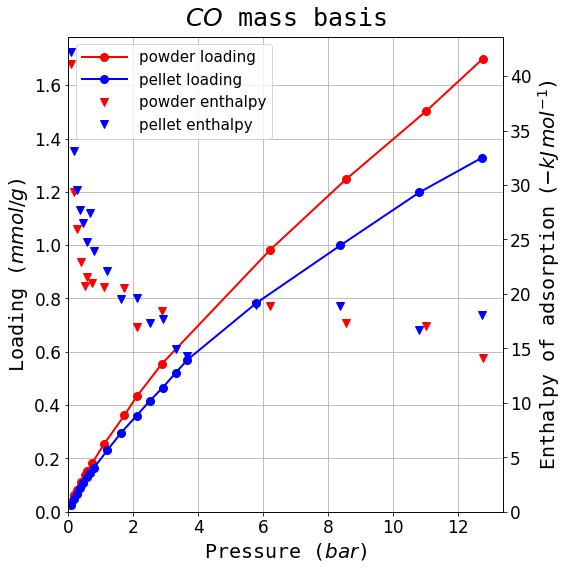 CO mass basis
powder loading
pellet loading
powder enthalpy
pellet enthalpy
Loading (mmol/g)
0.0
0.2
0.4
0.6
0.8
1.0
1.2
1.4
1.6
Enthalpy of adsorption (−kJmol⁻¹)
0
5
10
15
20
25
30
35
40
0 2 4 6 8 10 12
Pressure (bar)